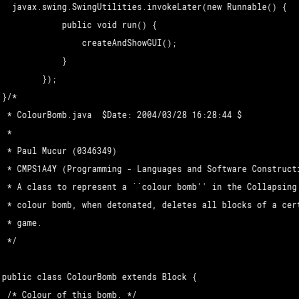 javax.swing.SwingUtilities.invokeLater(new Runnable() {
public void run() {
createAndShowGUI();
}
});
}/*
* ColourBomb.java  $Date: 2004/03/28 16:28:44 $
*
* Paul Mucur (0346349)
* CMPS1A4Y (Programming - Languages and Software Constructi
* A class to represent a ``colour bomb'' in the Collapsing
* colour bomb, when detonated, deletes all blocks of a cert
* game.
*/
public class ColourBomb extends Block {
/* Colour of this bomb. */